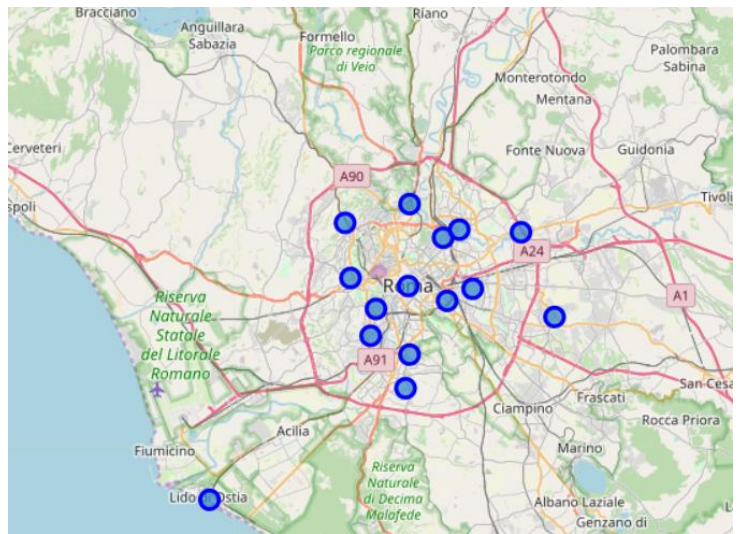 Bracciano
Anguillara
Sabazia
Formello
Riano
Parco regionale
di Veio
Palombara
Sabina
Monterotondo
Mentana
Cerveteri
Fonte Nuova
Guidonia
A90
Tivoli
spoli
A24
Roma
A1
Riserva
Naturale
Statale
del Litorale
Romano
A91
San Cesa
Ciampino
Frascati
Rocca Priora
Acilia
Fiumicino
Marino
Riserva
Naturale
di Decima
Malafede
Lido di Ostia
Albano Laziale
Genzano di